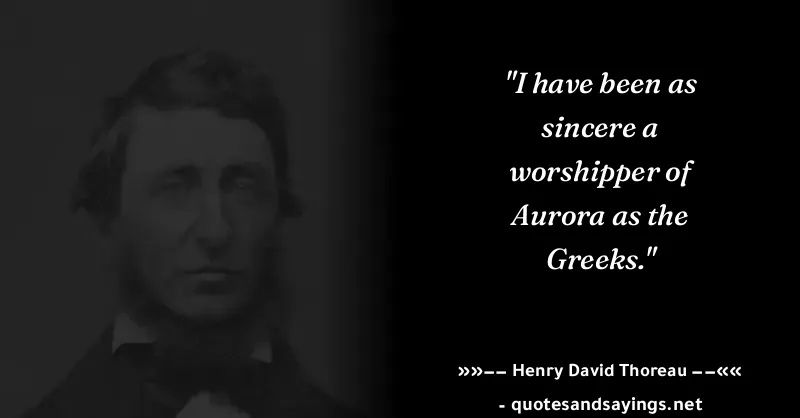 "I have been as
sincere a
worshipper of
Aurora as the
Greeks."
»»−− Henry David Thoreau −−««
- quotesandsayings.net